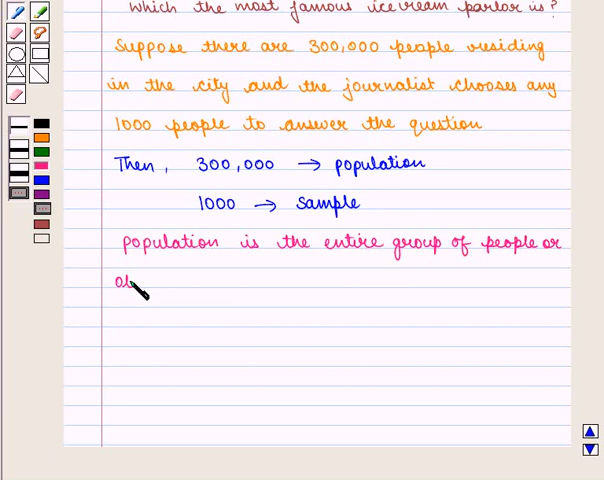 which the most famous icecream parlor is?
Suppose there are 300,000 people residing
in the city and the journalist chooses any
1000 people to answer the question
Then, 300,000 → population
1000 → sample
population is the entire group of people or